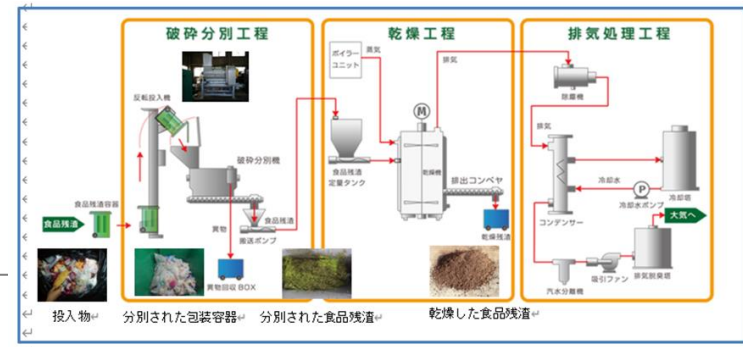 破砕分別工程
乾燥工程
排気処理工程
反転投入機
破砕分別機
食品残渣容器
食品残渣
異物
食品残渣
搬送ポンプ
異物回収BOX
ボイラー
ユニット
蒸気
排気
M
食品残渣
定量タンク
乾燥機
排出コンベヤ
乾燥残渣
除塵機
排気
冷却水
P
冷却水ポンプ
冷却塔
コンデンサー
大気へ
汽水分離機
吸引ファン
排気脱臭塔
投入物
分別された包装容器
分別された食品残渣
乾燥した食品残渣